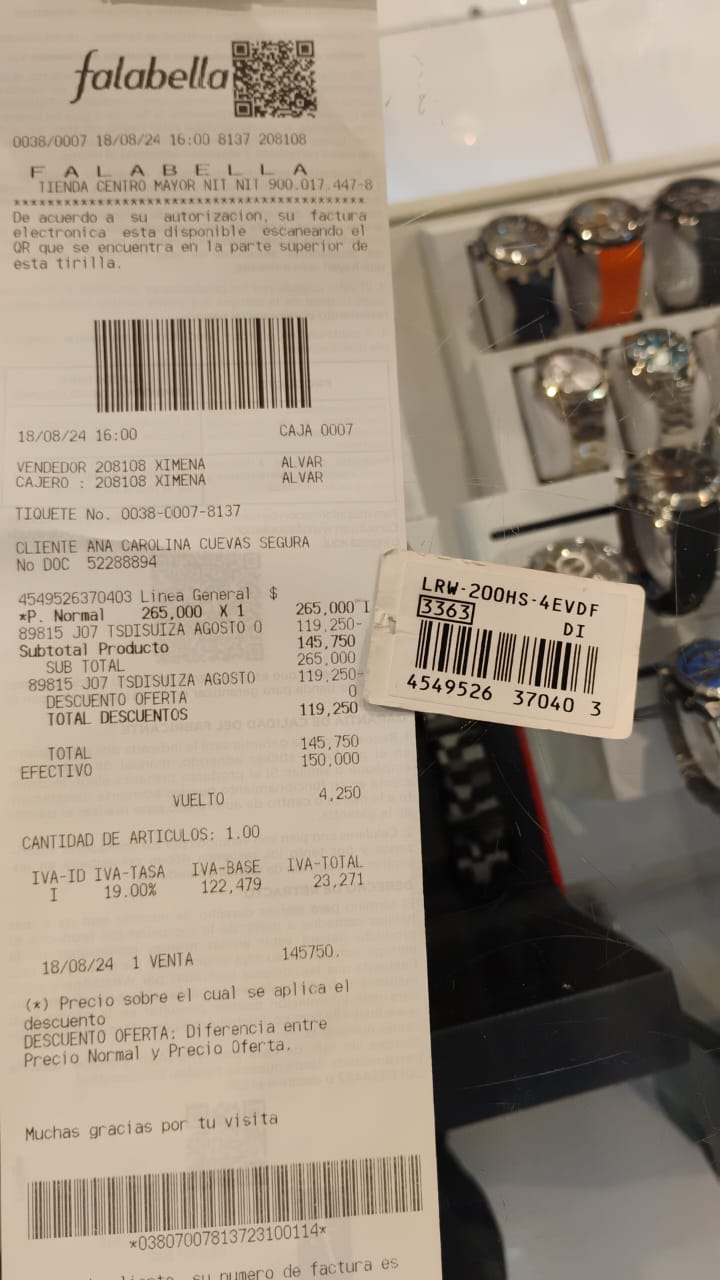 falabella
0038/0007 18/08/24 16:00 8137 208108
F A L A B E L L A
TIENDA CENTRO MAYOR NIT NIT 900.017.447-8
De acuerdo a su autorizacion, su factura
electronica esta disponible escaneando el
QR que se encuentra en la parte superior de
esta tirilla.
18/08/24 16:00 CAJA 0007
VENDEDOR 208108 XIMENA ALVAR
CAJERO : 208108 XIMENA ALVAR
TIQUETE No. 0038-0007-8137
CLIENTE ANA CAROLINA CUEVAS SEGURA
No DOC 52288894
4549526370403 Linea General $
*P. Normal 265,000 X 1 265,000 I
89815 J07 TSDISUIZA AGOSTO 0 119,250-
Subtotal Producto 145,750
SUB TOTAL 265,000
89815 J07 TSDISUIZA AGOSTO 119,250-
DESCUENTO OFERTA 0
TOTAL DESCUENTOS 119,250
TOTAL 145,750
EFECTIVO 150,000
VUELTO 4,250
CANTIDAD DE ARTICULOS: 1.00
IVA-ID IVA-TASA IVA-BASE IVA-TOTAL
I 19.00% 122,479 23,271
18/08/24 1 VENTA 145750.
(*) Precio sobre el cual se aplica el
descuento
DESCUENTO OFERTA: Diferencia entre
Precio Normal y Precio Oferta.
Muchas gracias por tu visita
*03807007813723100114*
su numero de factura es
LRW-200HS-4EVDF
3363
DI
4549526 37040 3